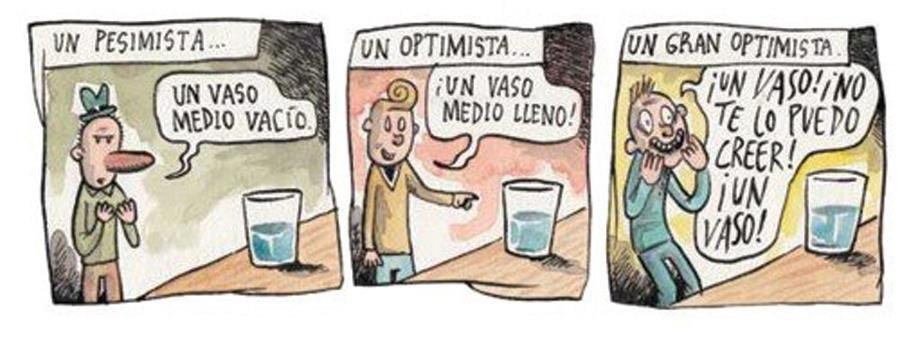 UN PESIMISTA...
UN VASO
MEDIO VACÍO.
UN OPTIMISTA...
¡UN VASO
MEDIO LLENO!
UN GRAN OPTIMISTA.
¡UN VASO! ¡NO
TE LO PUEDO
CREER!
¡UN
VASO!